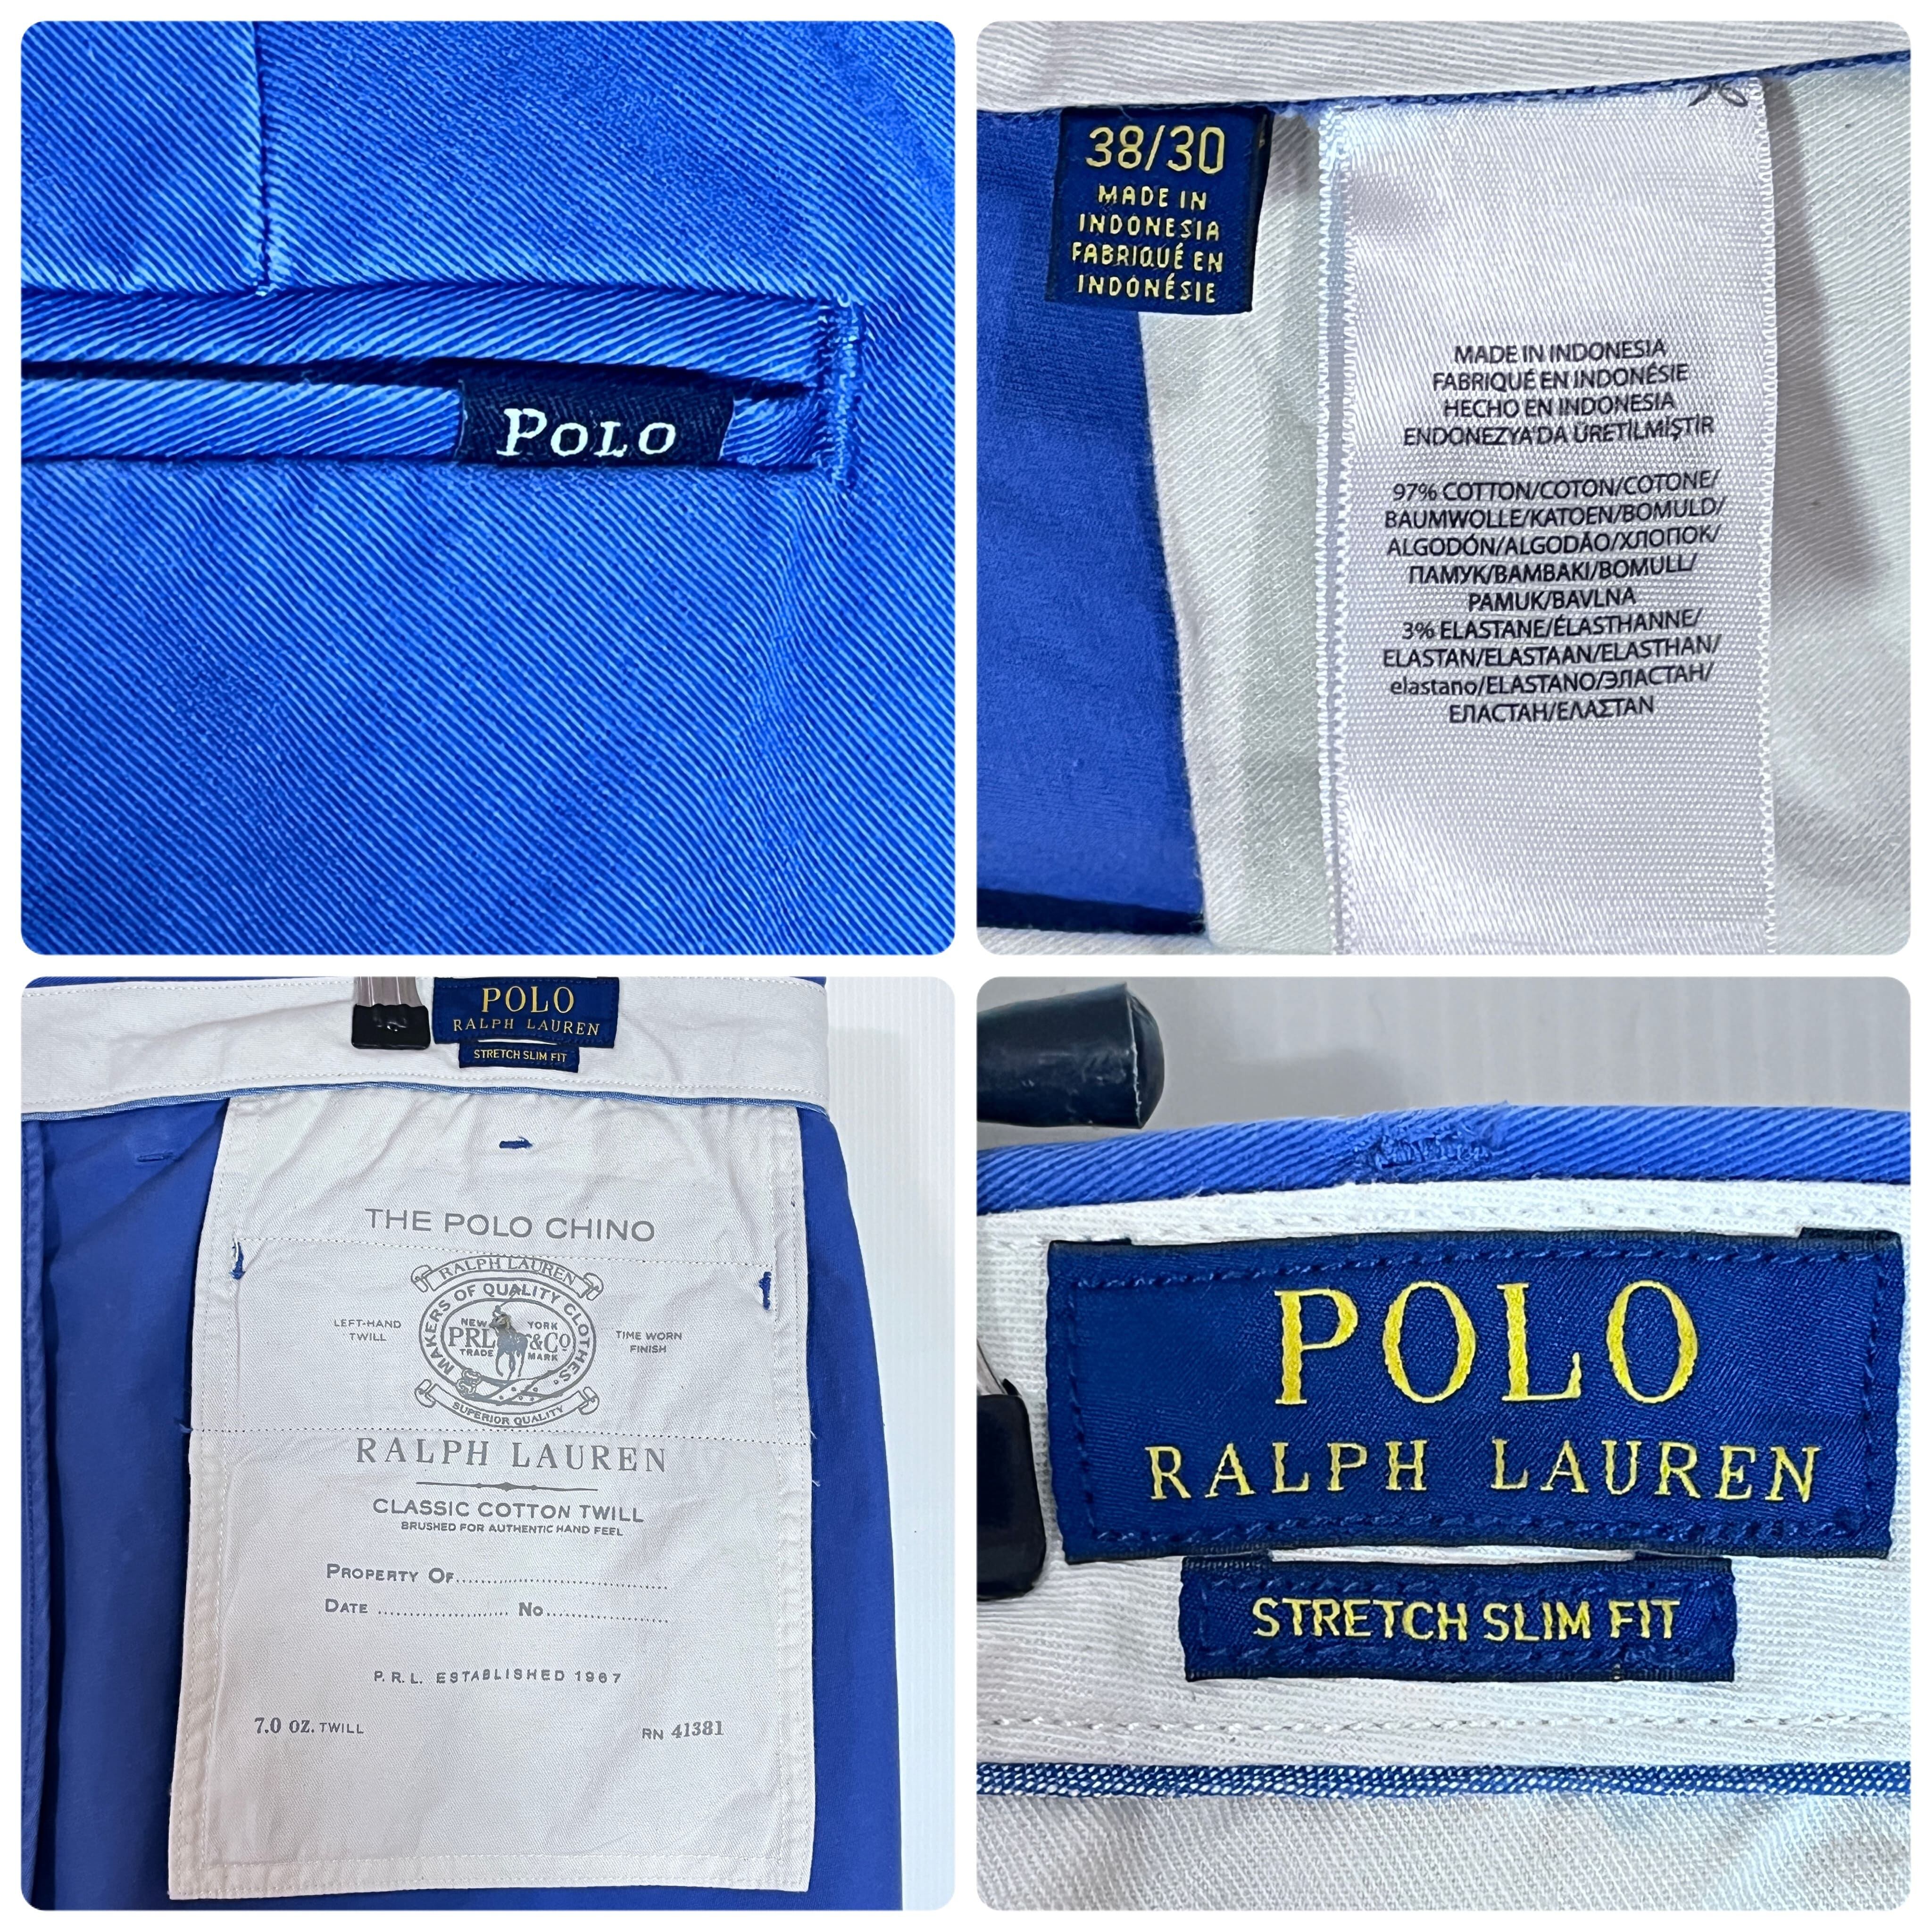 POLO
38/30
MADE IN
INDONESIA
FABRIQUÉ EN
INDONÉSIE
MADE IN INDONESIA
FABRIQUÉ EN INDONÉSIE
HECHO EN INDONESIA
ENDONEZYA'DA ÜRETİLMİŞTİR
97% COTTON/COTON/COTONE/
BAUMWOLLE/KATOEN/BOMULD/
ALGODÓN/ALGODÃO/ХЛОПОК/
ПАМУК/ΒΑΜΒΑΚΙ/BOMULL/
PAMUK/BAVLNA
3% ELASTANE/ÉLASTHANNE/
ELASTAN/ELASTAAN/ELASTHAN/
elastano/ELASTANO/ЭЛАСТАН/
ЕЛАСТАН/ΕΛΑΣΤΑΝ
POLO
RALPH LAUREN
STRETCH SLIM FIT
THE POLO CHINO
RALPH LAUREN
MAKERS OF QUALITY CLOTHES
LEFT-HAND
TWILL
NEW YORK
PRL &CO
TRADE MARK
TIME WORN
FINISH
SUPERIOR QUALITY
RALPH LAUREN
CLASSIC COTTON TWILL
BRUSHED FOR AUTHENTIC HAND FEEL
PROPERTY OF........................................
DATE ......................... No.......................
P.R.L. ESTABLISHED 1967
7.0 OZ. TWILL
RN 41381
POLO
RALPH LAUREN
STRETCH SLIM FIT